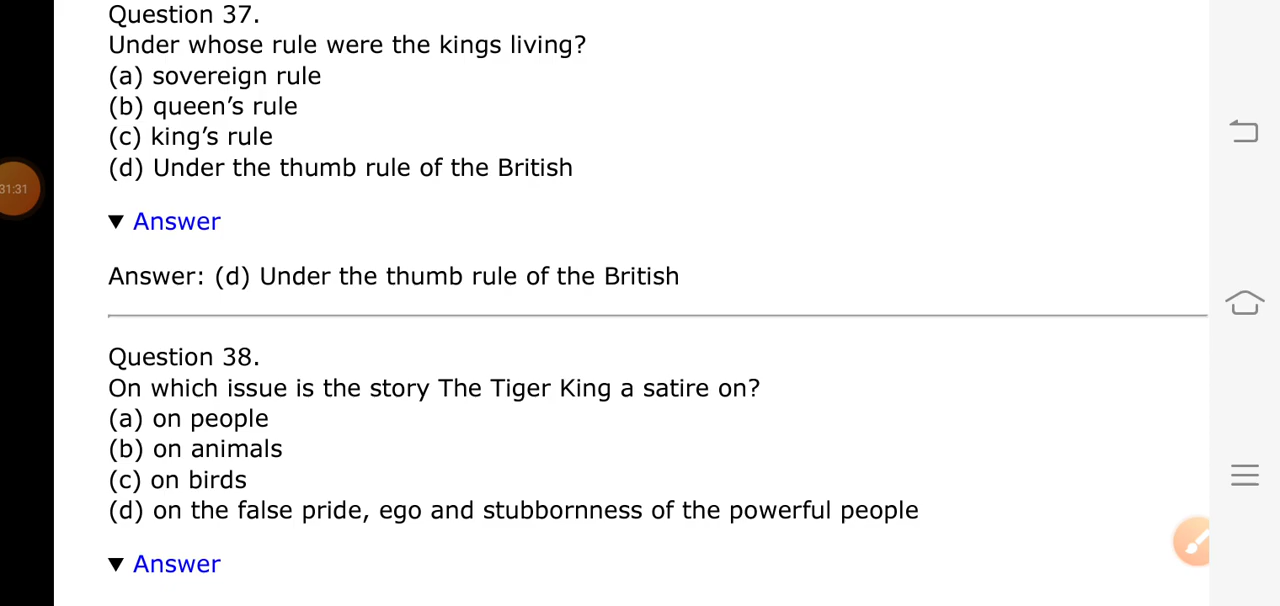 Question 37.
Under whose rule were the kings living?
(a) sovereign rule
(b) queen’s rule
(c) king’s rule
(d) Under the thumb rule of the British
▼ Answer
Answer: (d) Under the thumb rule of the British
Question 38.
On which issue is the story The Tiger King a satire on?
(a) on people
(b) on animals
(c) on birds
(d) on the false pride, ego and stubbornness of the powerful people
▼ Answer
31:31